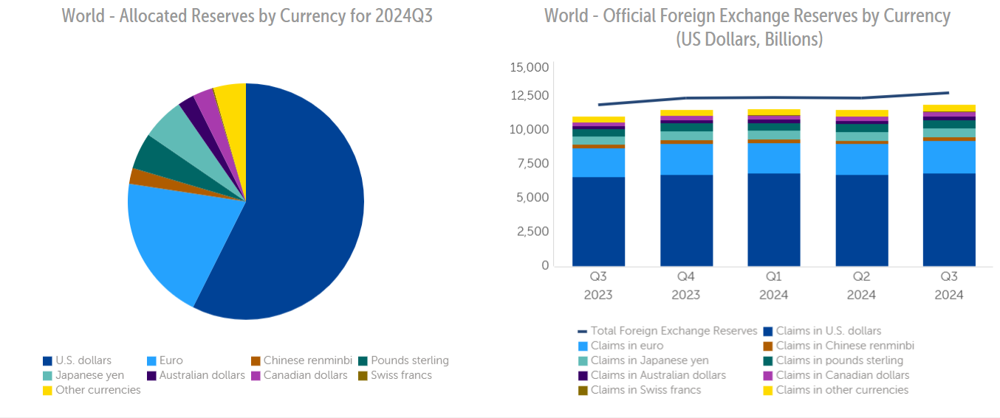 World - Allocated Reserves by Currency for 2024Q3
U.S. dollars
Euro
Chinese renminbi
Pounds sterling
Japanese yen
Australian dollars
Canadian dollars
Swiss francs
Other currencies
World - Official Foreign Exchange Reserves by Currency
(US Dollars, Billions)
15,000
12,500
10,000
7,500
5,000
2,500
0
Q3
2023
Q4
2023
Q1
2024
Q2
2024
Q3
2024
Total Foreign Exchange Reserves
Claims in U.S. dollars
Claims in euro
Claims in Chinese renminbi
Claims in Japanese yen
Claims in pounds sterling
Claims in Australian dollars
Claims in Canadian dollars
Claims in Swiss francs
Claims in other currencies